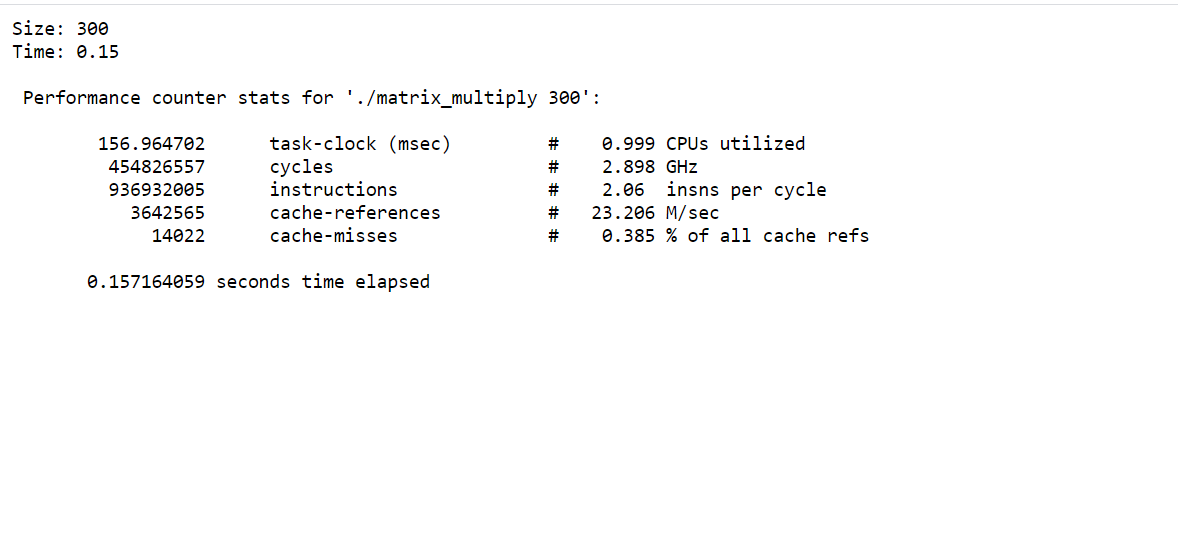 Size: 300
Time: 0.15
Performance counter stats for './matrix_multiply 300':
156.964702 task-clock (msec) # 0.999 CPUs utilized
454826557 cycles # 2.898 GHz
936932005 instructions # 2.06 insns per cycle
3642565 cache-references # 23.206 M/sec
14022 cache-misses # 0.385 % of all cache refs
0.157164059 seconds time elapsed